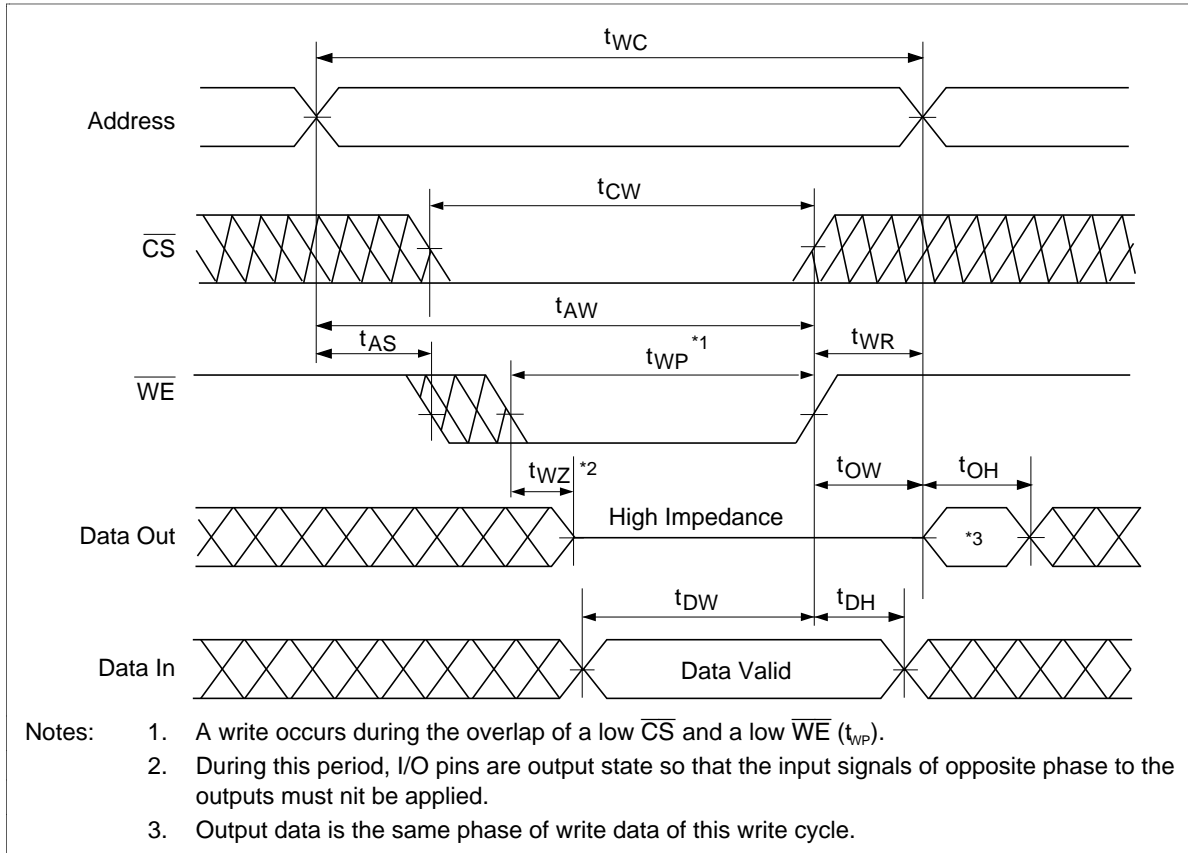 tWC
Address
tCW
CS
tAW
tAS
tWP *1
tWR
WE
tWZ *2
tOW
tOH
Data Out
High Impedance
*3
tDW
tDH
Data In
Data Valid
Notes: 1. A write occurs during the overlap of a low CS and a low WE (tWP).
2. During this period, I/O pins are output state so that the input signals of opposite phase to the
outputs must nit be applied.
3. Output data is the same phase of write data of this write cycle.